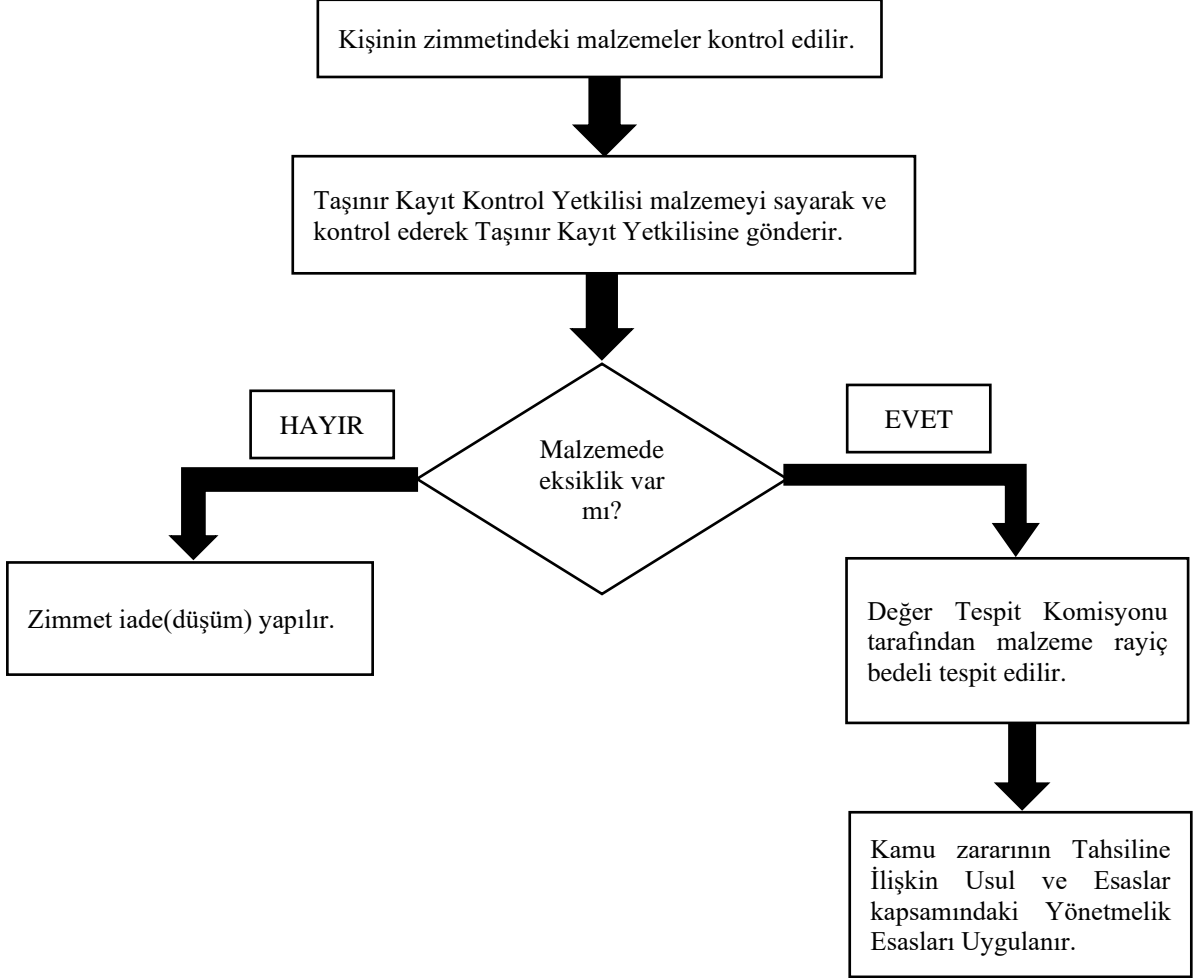 Kişinin zimmetindeki malzemeler kontrol edilir.
Taşınır Kayıt Kontrol Yetkilisi malzemeyi sayarak ve
kontrol ederek Taşınır Kayıt Yetkilisine gönderir.
HAYIR
EVET
Malzemede
eksiklik var
mı?
Zimmet iade(düşüm) yapılır.
Değer Tespit Komisyonu
tarafından malzeme rayiç
bedeli tespit edilir.
Kamu zararının Tahsiline
İlişkin Usul ve Esaslar
kapsamındaki Yönetmelik
Esasları Uygulanır.